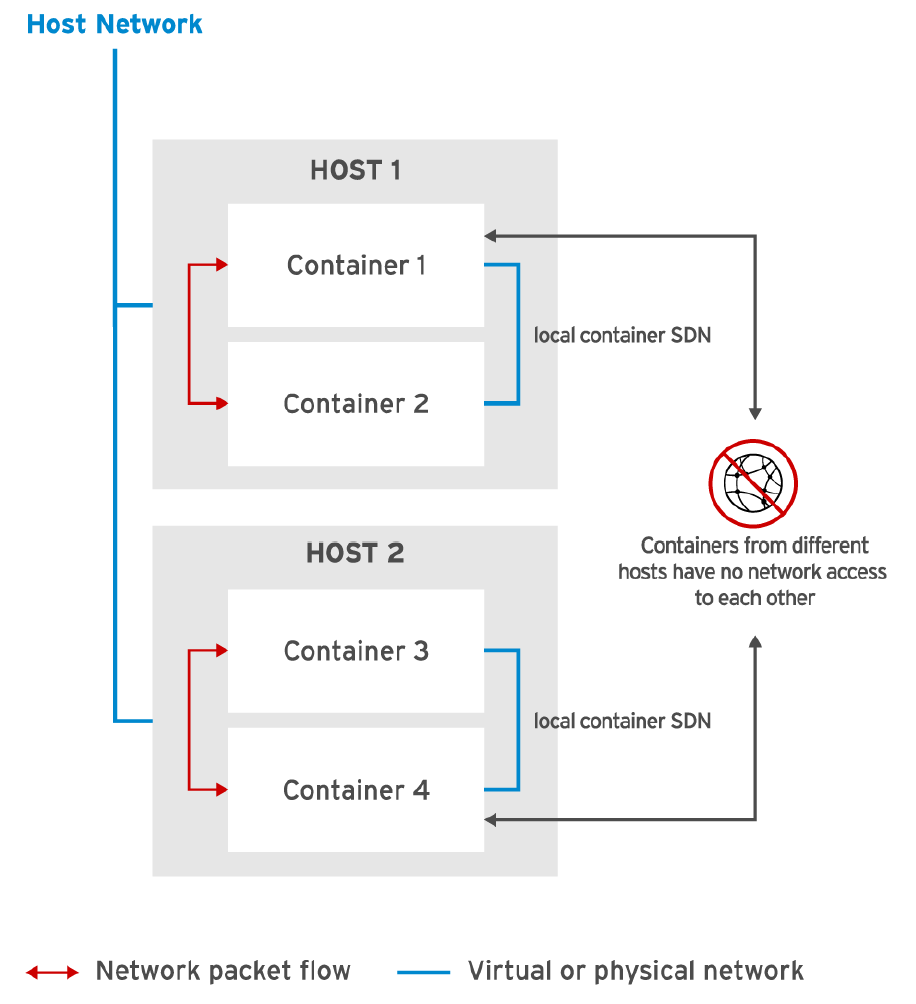 Host Network
HOST 1
Container 1
local container SDN
Container 2
Containers from different
hosts have no network access
to each other
HOST 2
Container 3
local container SDN
Container 4
Network packet flow
Virtual or physical network